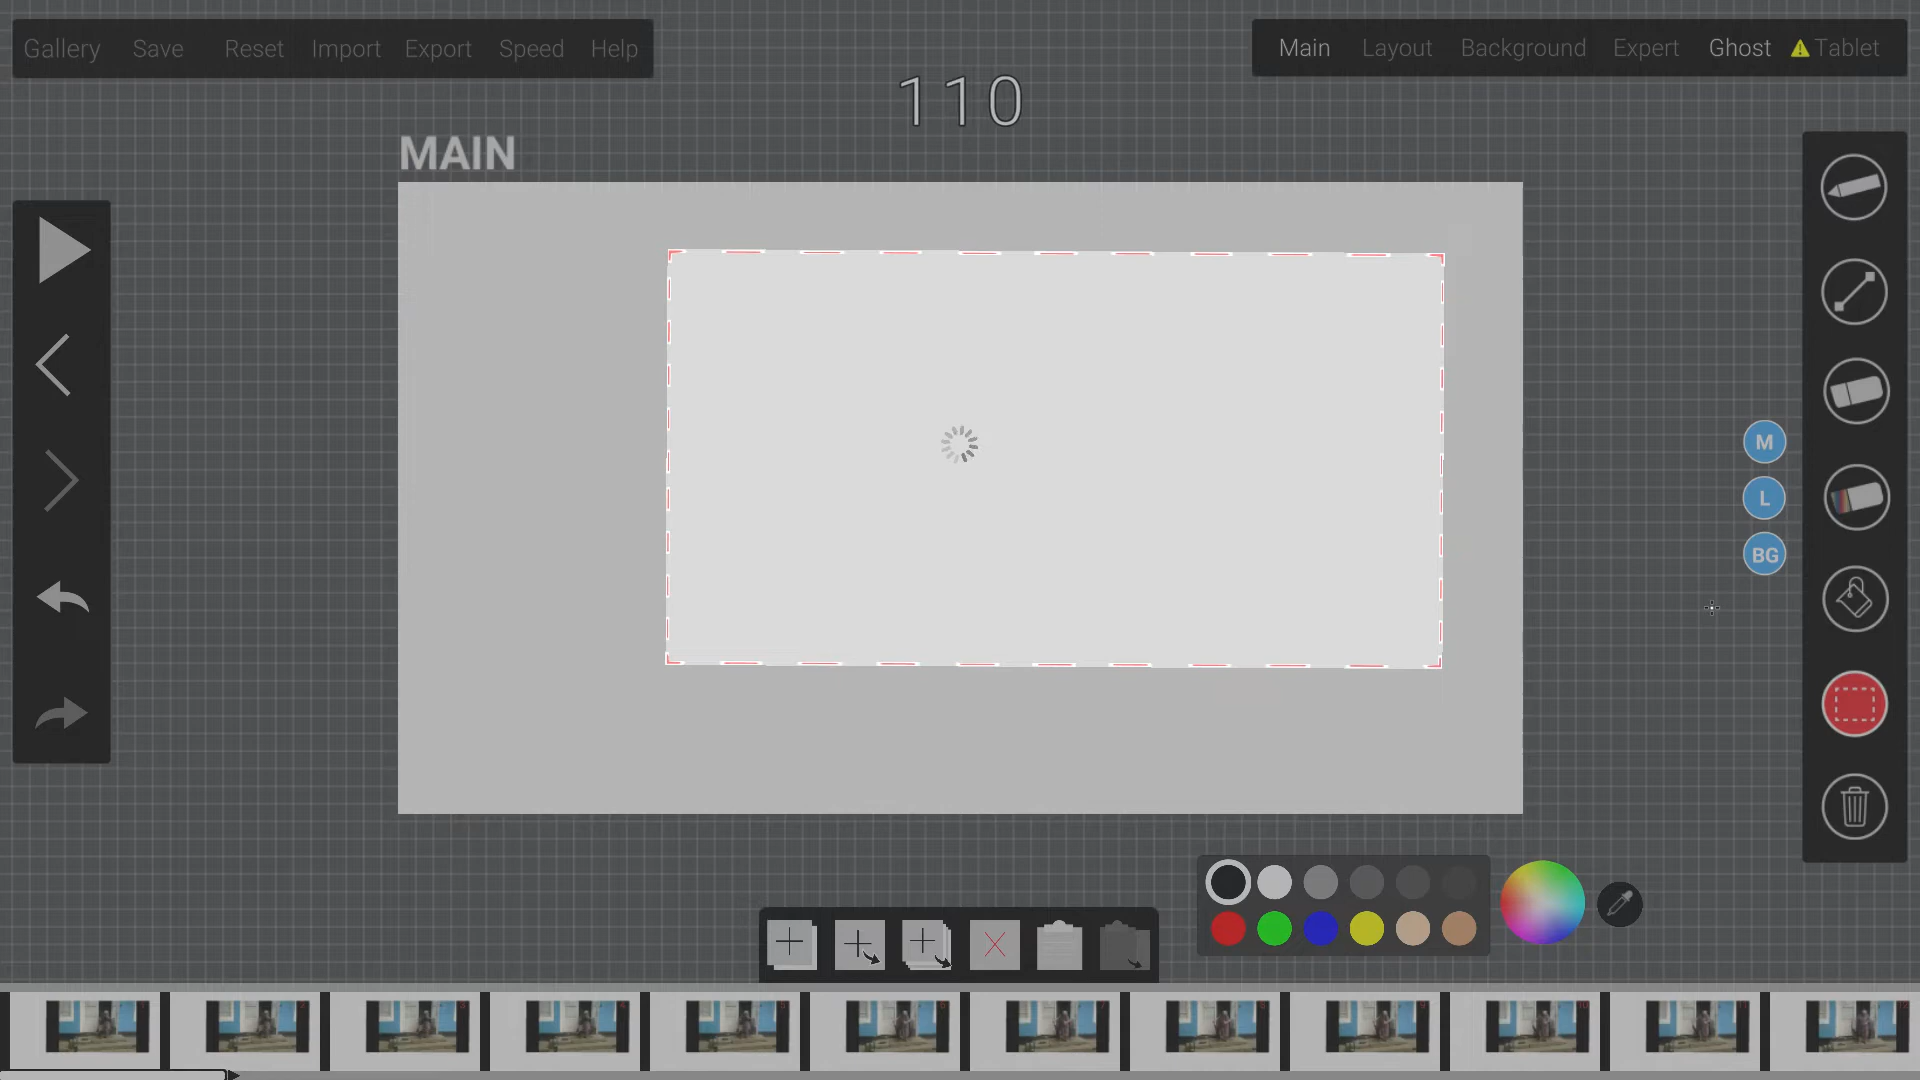 Gallery Save Reset Import Export Speed Help
Main Layout Background Expert Ghost Tablet
110
MAIN
M
L
BG